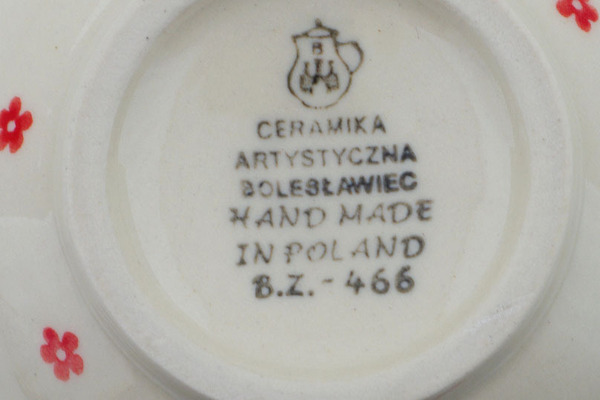 B
CERAMIKA
ARTYSTYCZNA
BOLESŁAWIEC
HAND MADE
IN POLAND
B.Z. - 466